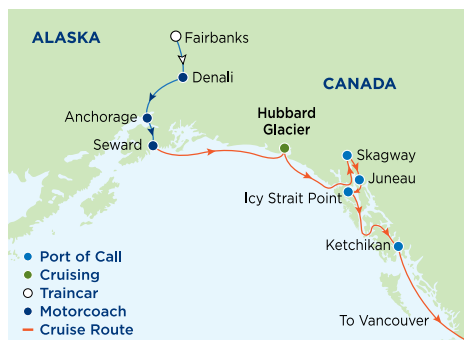 ALASKA
Fairbanks
Denali
CANADA
Anchorage
Hubbard
Glacier
Seward
Skagway
Juneau
Icy Strait Point
Ketchikan
Port of Call
Cruising
Traincar
Motorcoach
Cruise Route
To Vancouver